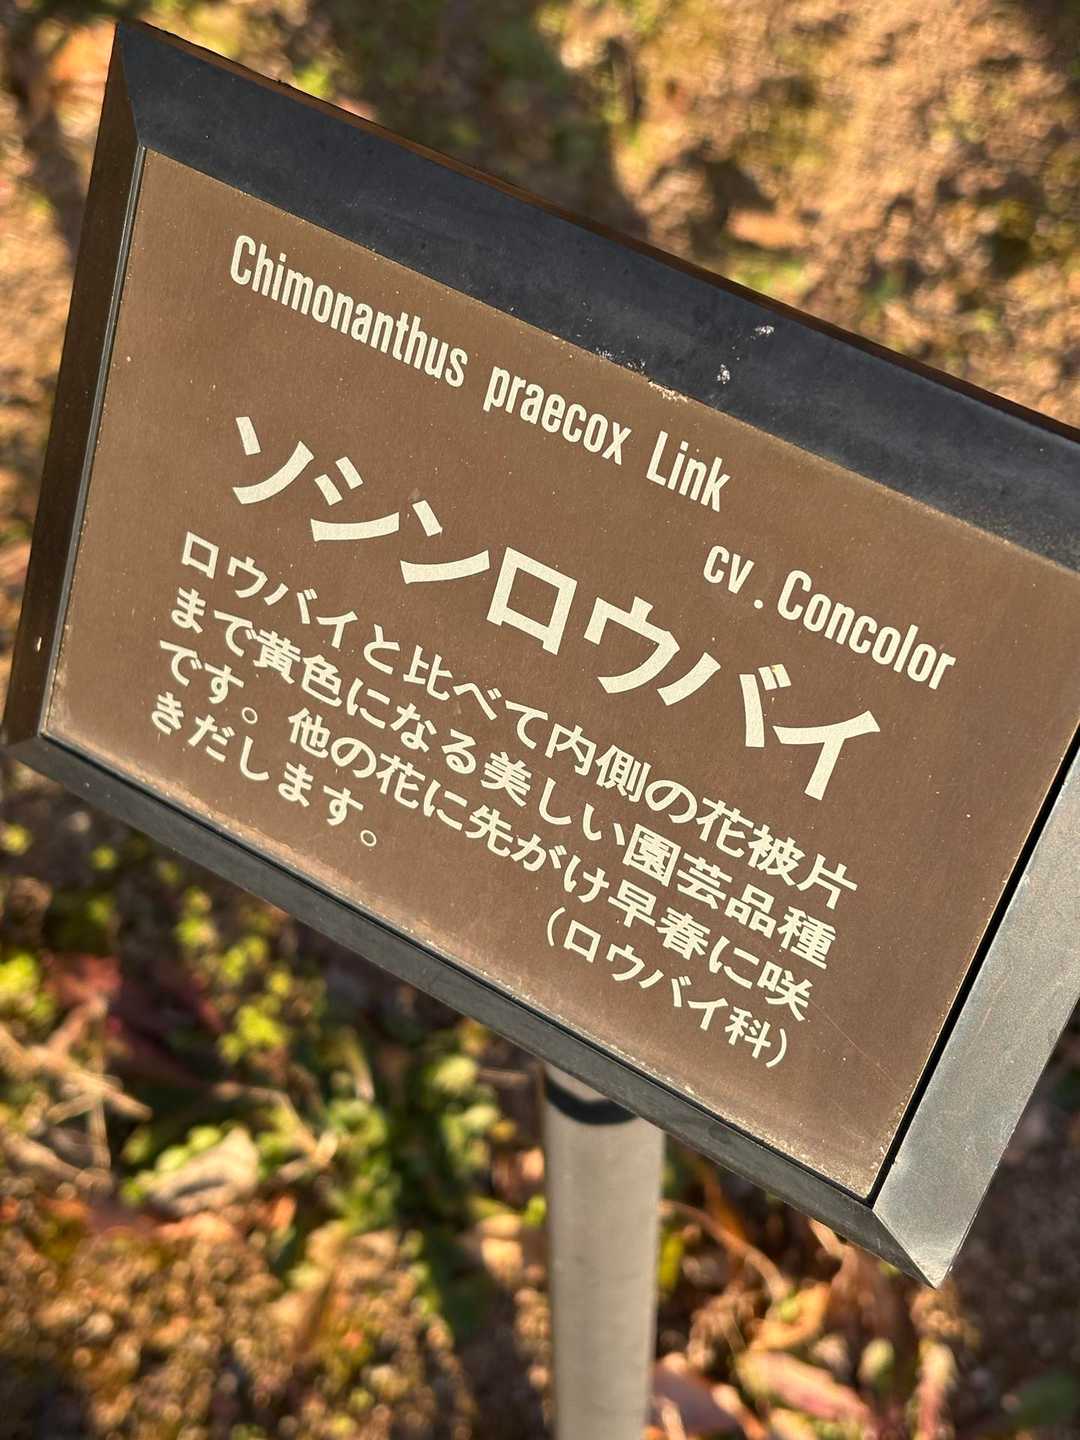 Chimonanthus praecox Link
cv. Concolor
ソシンロウバイ
ロウバイと比べて内側の花被片
まで黄色になる美しい園芸品種
です。他の花に先がけ早春に咲
きだします。
(ロウバイ科)